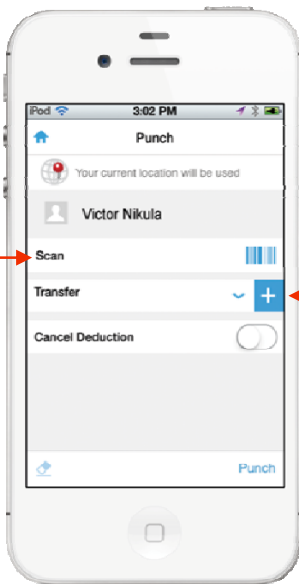 iPod 3:02 PM
Punch
Your current location will be used
Victor Nikula
Scan
Transfer
Cancel Deduction
Punch